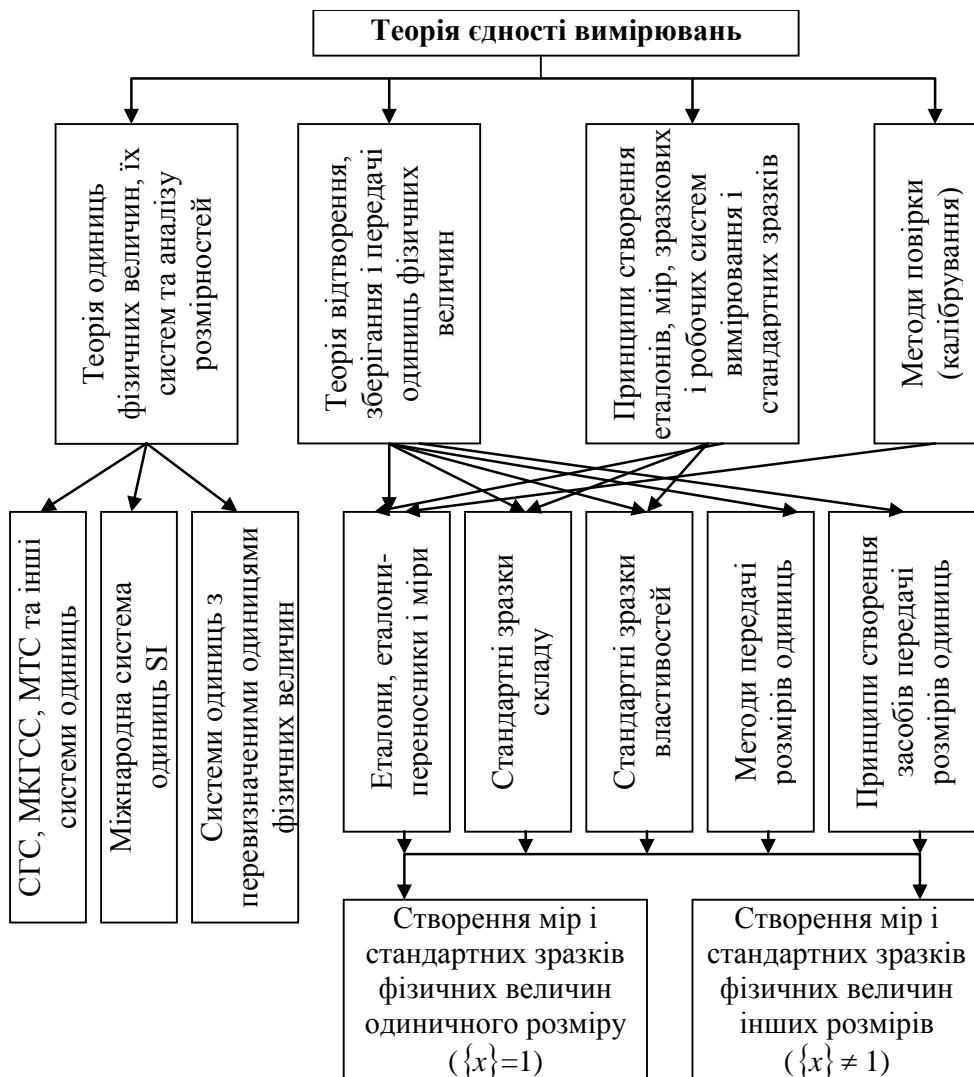 Теорія єдності вимірювань
Теорія одиниць
фізичних величин, їх
систем та аналізу
розмірностей
Теорія відтворення,
зберігання і передачі
одиниць фізичних
величин
Принципи створення
еталонів, мір, зразкових
і робочих систем
вимірювання і
стандартних зразків
Методи повірки
(калібрування)
СГС, МКГСС, МТС та інші
системи одиниць
Міжнародна система
одиниць SI
Системи одиниць з
перевизначеними одиницями
фізичних величин
Еталони, еталони-
переносники і міри
Стандартні зразки
складу
Стандартні зразки
властивостей
Методи передачі
розмірів одиниць
Принципи створення
засобів передачі
розмірів одиниць
Створення мір і
стандартних зразків
фізичних величин
одиничного розміру
({x}=1)
Створення мір і
стандартних зразків
фізичних величин
інших розмірів
({x} ≠ 1)